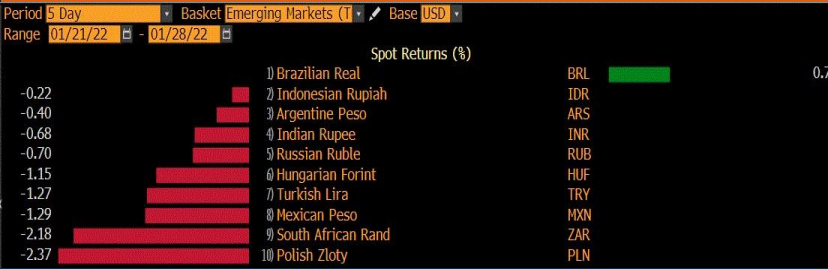 Period 5 Day Basket Emerging Markets (T Base USD
Range 01/21/22 - 01/28/22
Spot Returns (%)
1) Brazilian Real BRL 0.7
-0.22 2) Indonesian Rupiah IDR
-0.40 3) Argentine Peso ARS
-0.68 4) Indian Rupee INR
-0.70 5) Russian Ruble RUB
-1.15 6) Hungarian Forint HUF
-1.27 7) Turkish Lira TRY
-1.29 8) Mexican Peso MXN
-2.18 9) South African Rand ZAR
-2.37 10) Polish Zloty PLN